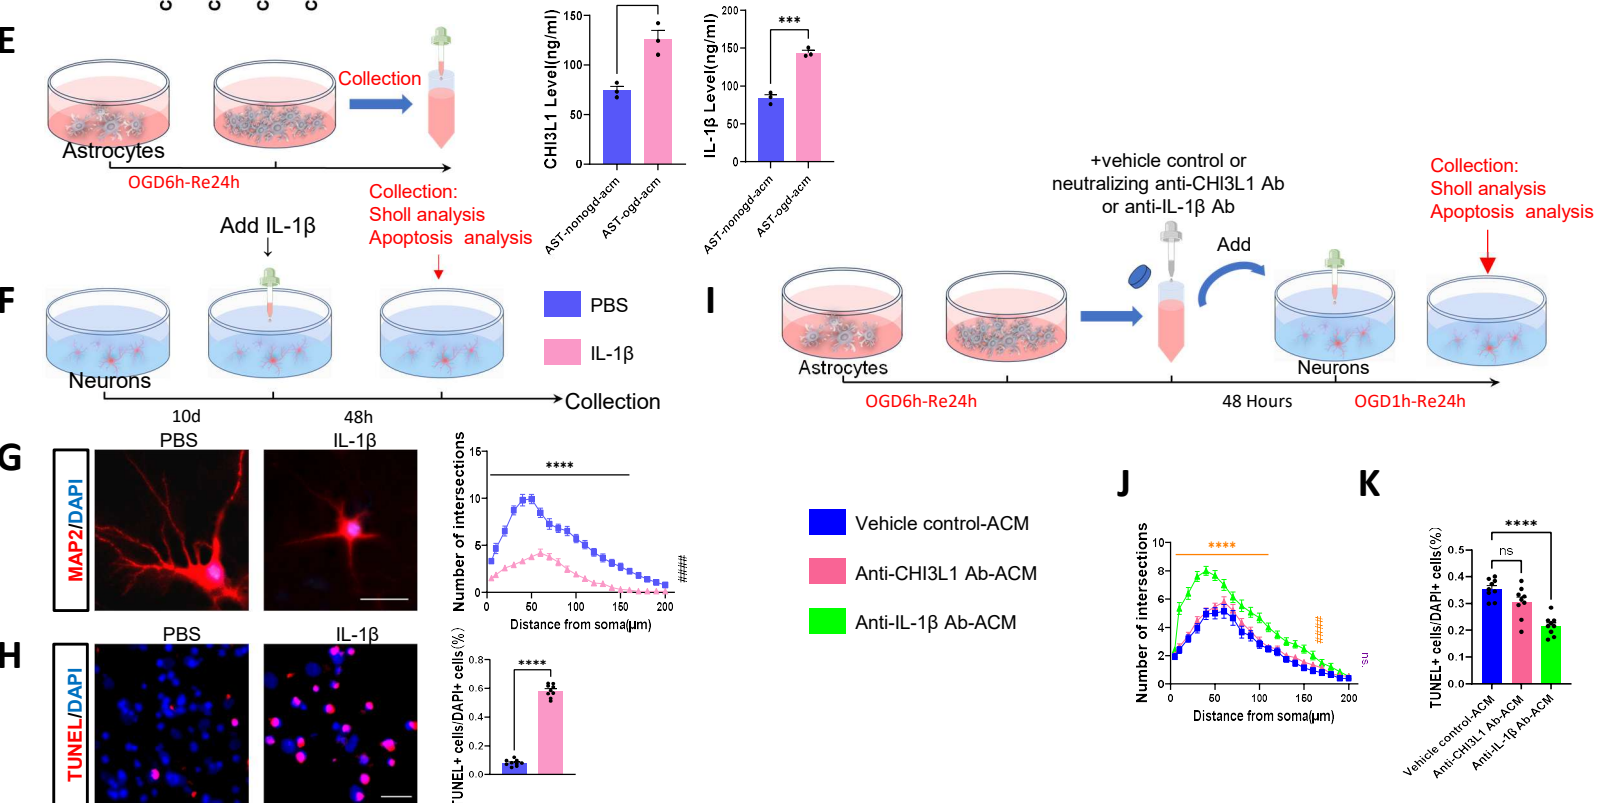 C C C C
E
Collection
Astrocytes
OGD6h-Re24h
CHI3L1 Level(ng/ml)
150
100
50
0
AST-nonogd-acm
AST-ogd-acm
IL-1β Level(ng/ml)
200
150
100
50
0
***
AST-nonogd-acm
AST-ogd-acm
F
Add IL-1β
Collection:
Sholl analysis
Apoptosis analysis
Neurons
10d
48h
Collection
PBS
IL-1β
I
+vehicle control or
neutralizing anti-CHI3L1 Ab
or anti-IL-1β Ab
Add
Collection:
Sholl analysis
Apoptosis analysis
Astrocytes
Neurons
OGD6h-Re24h
48 Hours
OGD1h-Re24h
G
PBS
IL-1β
MAP2/DAPI
Number of intersections
15
10
5
0
****
####
0 50 100 150 200
Distance from soma(μm)
H
PBS
IL-1β
TUNEL/DAPI
TUNEL+ cells/DAPI+ cells(%)
0.8
0.6
0.4
0.2
0.0
****
Vehicle control-ACM
Anti-CHI3L1 Ab-ACM
Anti-IL-1β Ab-ACM
J
Number of intersections
10
8
6
4
2
0
****
####
ns
0 50 100 150 200
Distance from soma(μm)
K
TUNEL+ cells/DAPI+ cells(%)
0.5
0.4
0.3
0.2
0.1
0.0
****
ns
Vehicle control-ACM
Anti-CHI3L1 Ab-ACM
Anti-IL-1β Ab-ACM